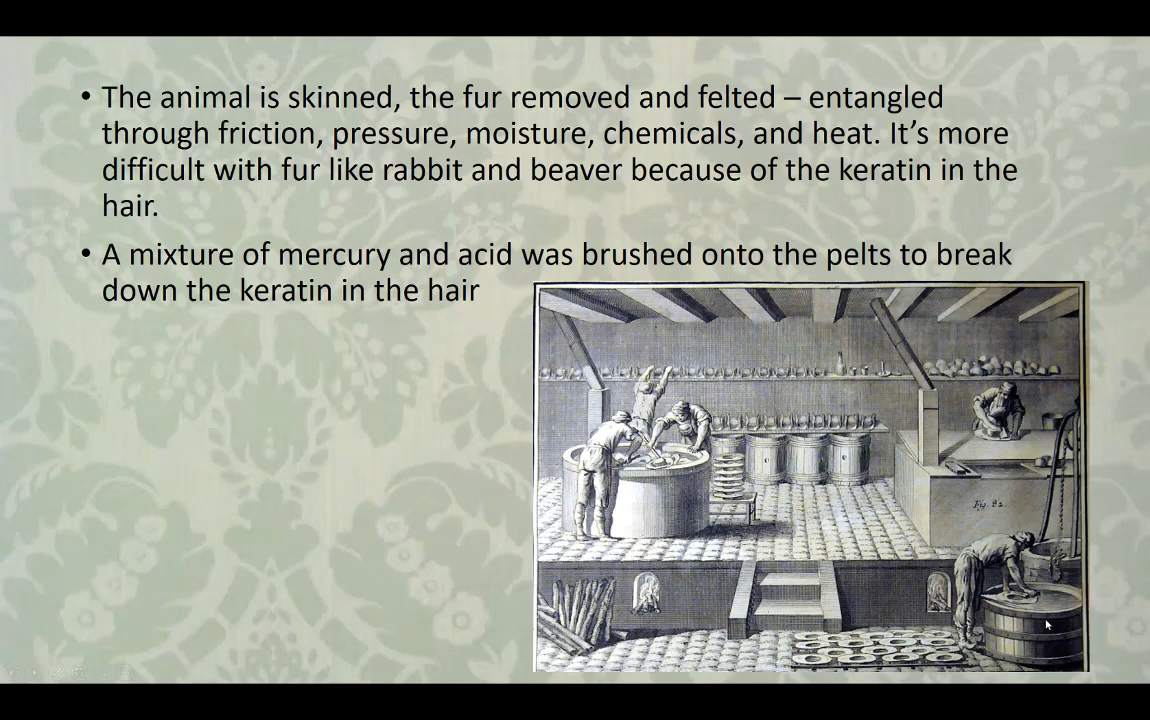 • The animal is skinned, the fur removed and felted – entangled
through friction, pressure, moisture, chemicals, and heat. It’s more
difficult with fur like rabbit and beaver because of the keratin in the
hair.
• A mixture of mercury and acid was brushed onto the pelts to break
down the keratin in the hair